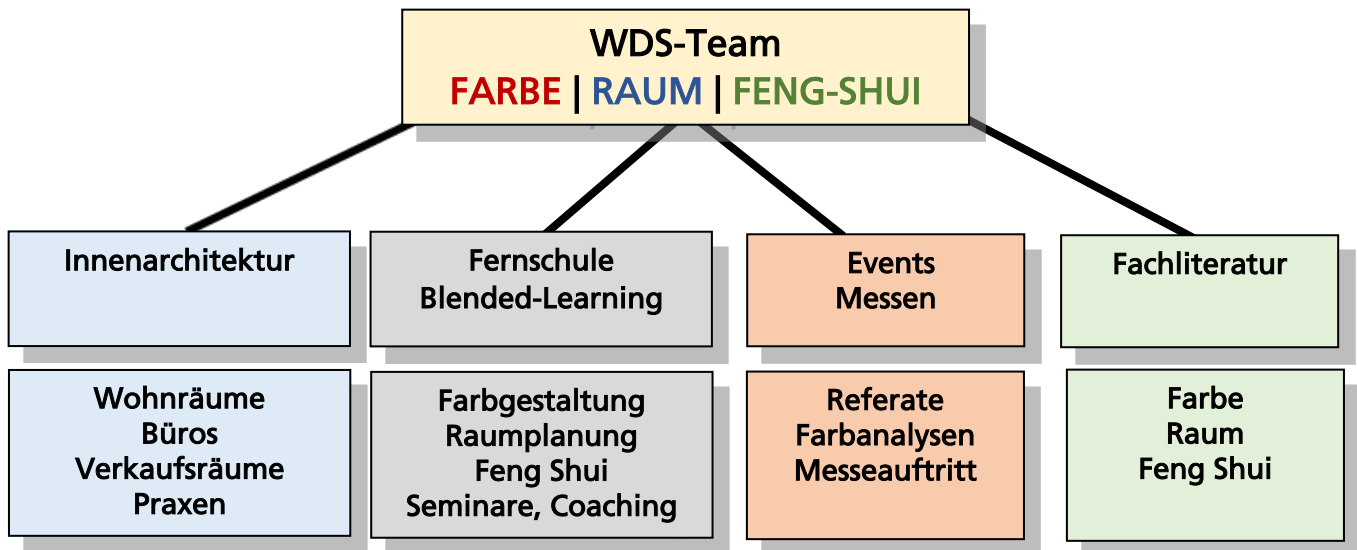 WDS-Team
FARBE | RAUM | FENG-SHUI
Innenarchitektur
Fernschule
Blended-Learning
Events
Messen
Fachliteratur
Wohnräume
Büros
Verkaufsräume
Praxen
Farbgestaltung
Raumplanung
Feng Shui
Seminare, Coaching
Referate
Farbanalysen
Messeauftritt
Farbe
Raum
Feng Shui